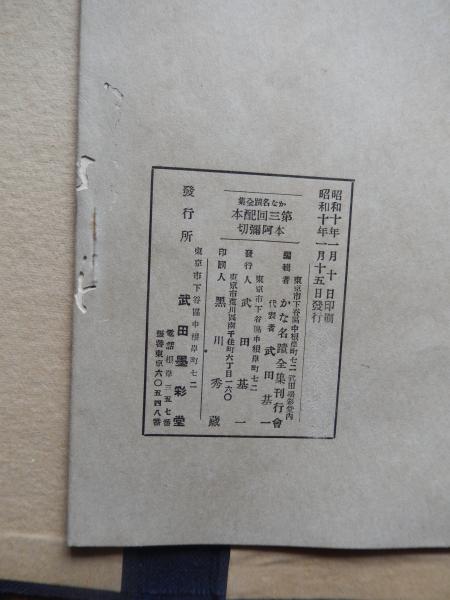 昭和十年一月十日印刷
昭和十年一月十五日發行
かな名蹟全集
第三回配本
本阿彌切
東京市下谷區中根岸町七二武田墨彩堂内
編輯者 かな名蹟全集刊行會
代表者 武田基一
東京市下谷區中根岸町七二
發行人 武田基一
東京市荒川區南千住町六丁目一六〇
印刷人 黒川秀藏
發行所
東京市下谷區中根岸町七二
武田墨彩堂
電話根岸三五七番
振替東京六〇五四八番